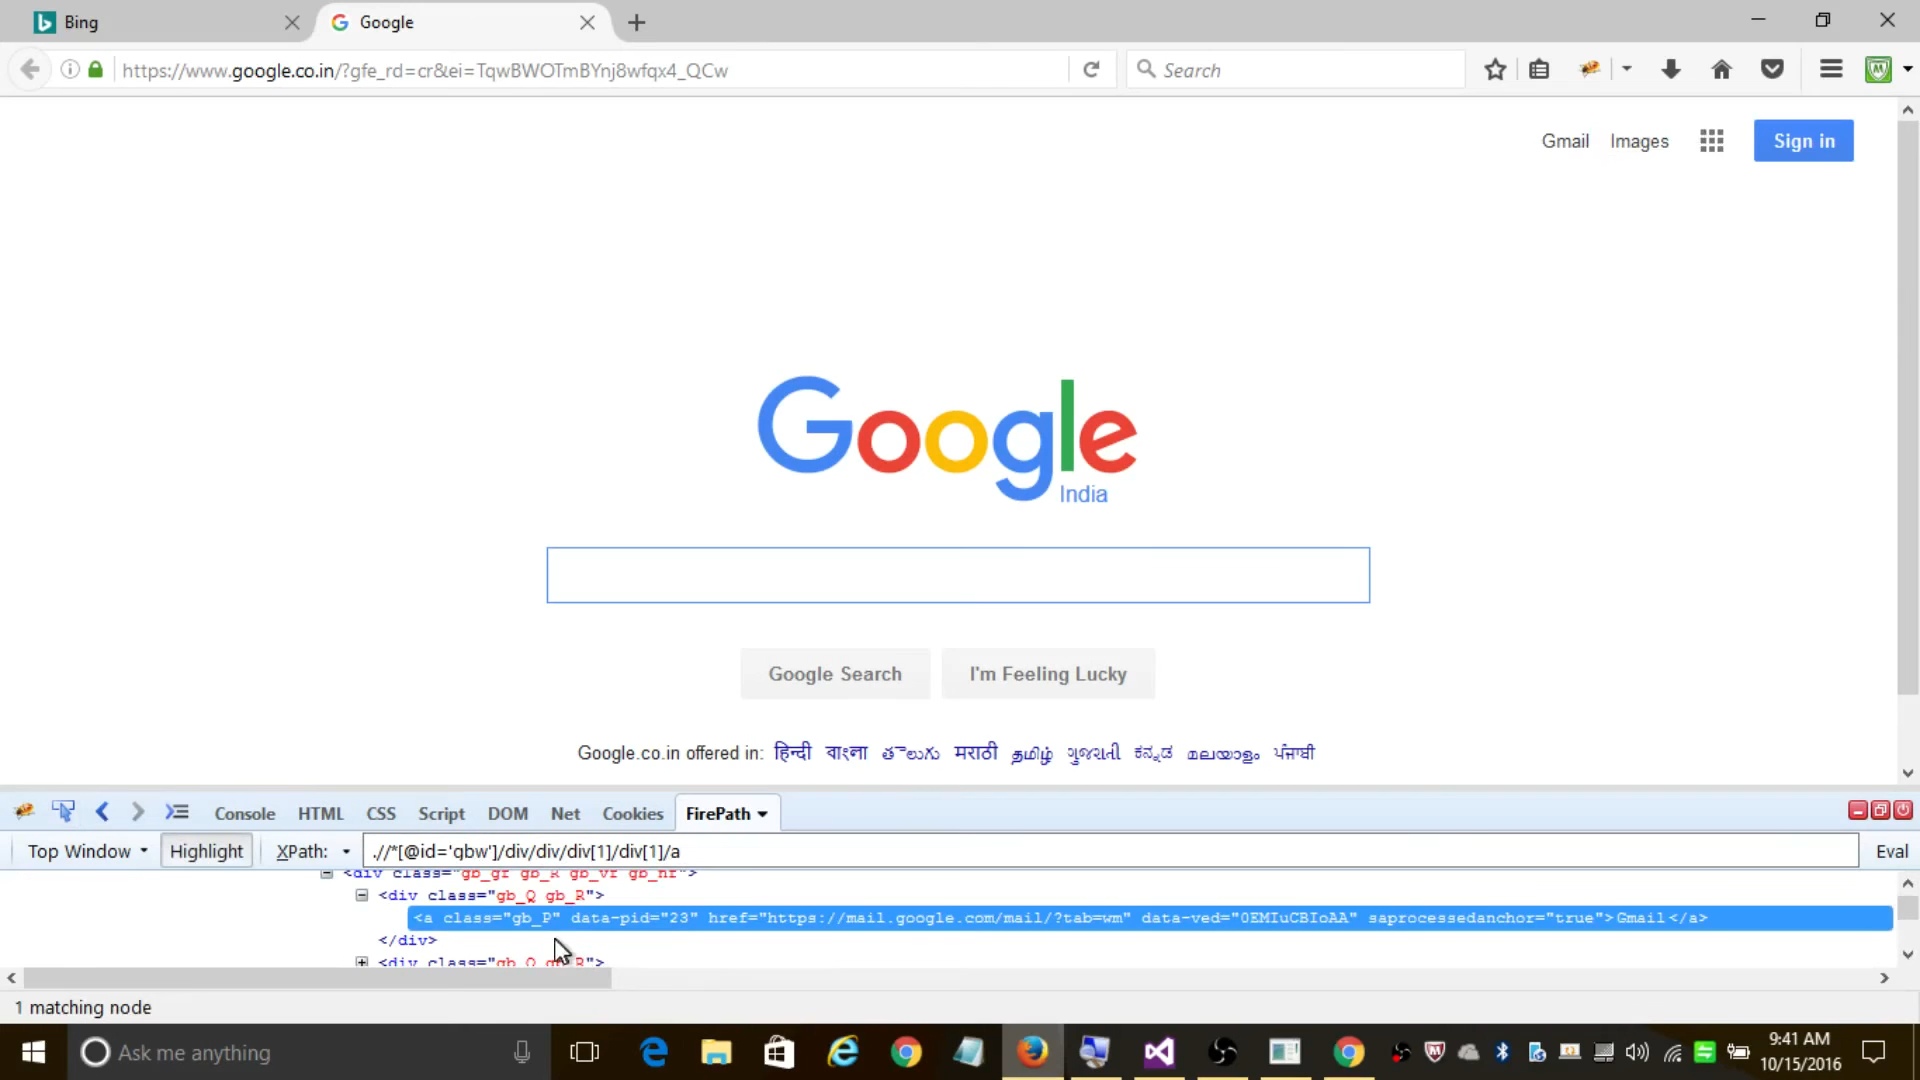 Bing
Google
https://www.google.co.in/?gfe_rd=cr&ei=TqwBWOTmBYnj8wfqx4_QCw
Search
Gmail Images Sign in
Google
India
Google Search I'm Feeling Lucky
Google.co.in offered in: हिन्दी বাংলা తెలుగు मराठी தமிழ் ગુજરાતી ಕನ್ನಡ മലയാളം ਪੰਜਾਬੀ
Console HTML CSS Script DOM Net Cookies FirePath
Top Window Highlight XPath: .//*[@id='gbw']/div/div/div[1]/div[1]/a Eval
<div class="gb_Q gb_R">
<a class="gb_P" data-pid="23" href="https://mail.google.com/mail/?tab=wm" data-ved="0EMIuCBIoAA" saprocessedanchor="true">Gmail</a>
</div>
<div class="gb_Q gb_R">
1 matching node
Ask me anything
9:41 AM
10/15/2016